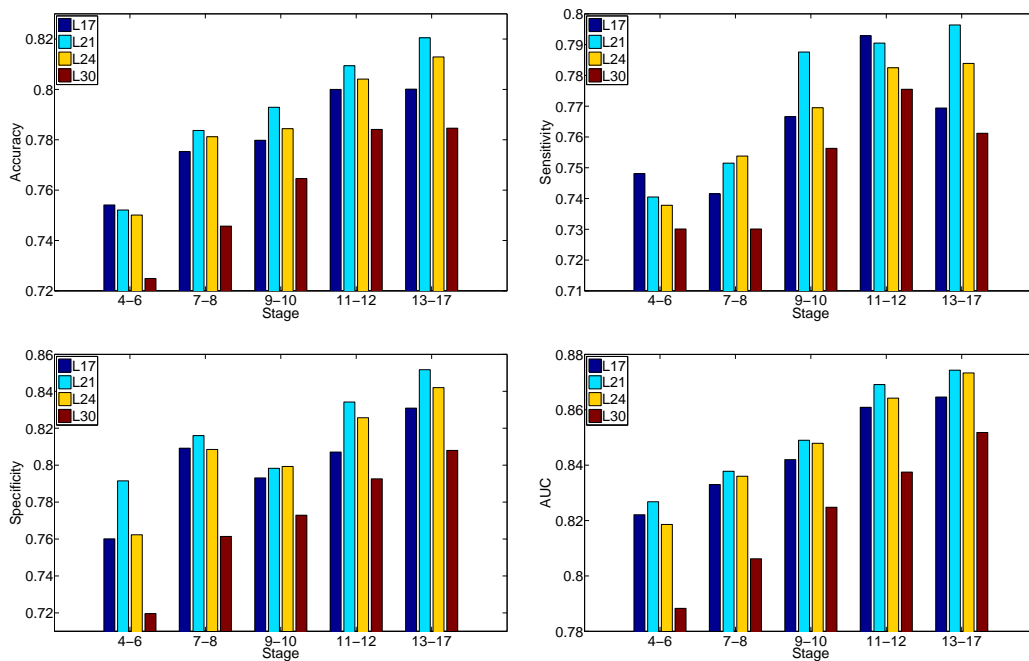 0.82
0.8
0.78
0.76
0.74
0.72
Accuracy
L17
L21
L24
L30
4−6 7−8 9−10 11−12 13−17
Stage
0.8
0.79
0.78
0.77
0.76
0.75
0.74
0.73
0.72
0.71
Sensitivity
L17
L21
L24
L30
4−6 7−8 9−10 11−12 13−17
Stage
0.86
0.84
0.82
0.8
0.78
0.76
0.74
0.72
Specificity
L17
L21
L24
L30
4−6 7−8 9−10 11−12 13−17
Stage
0.88
0.86
0.84
0.82
0.8
0.78
AUC
L17
L21
L24
L30
4−6 7−8 9−10 11−12 13−17
Stage